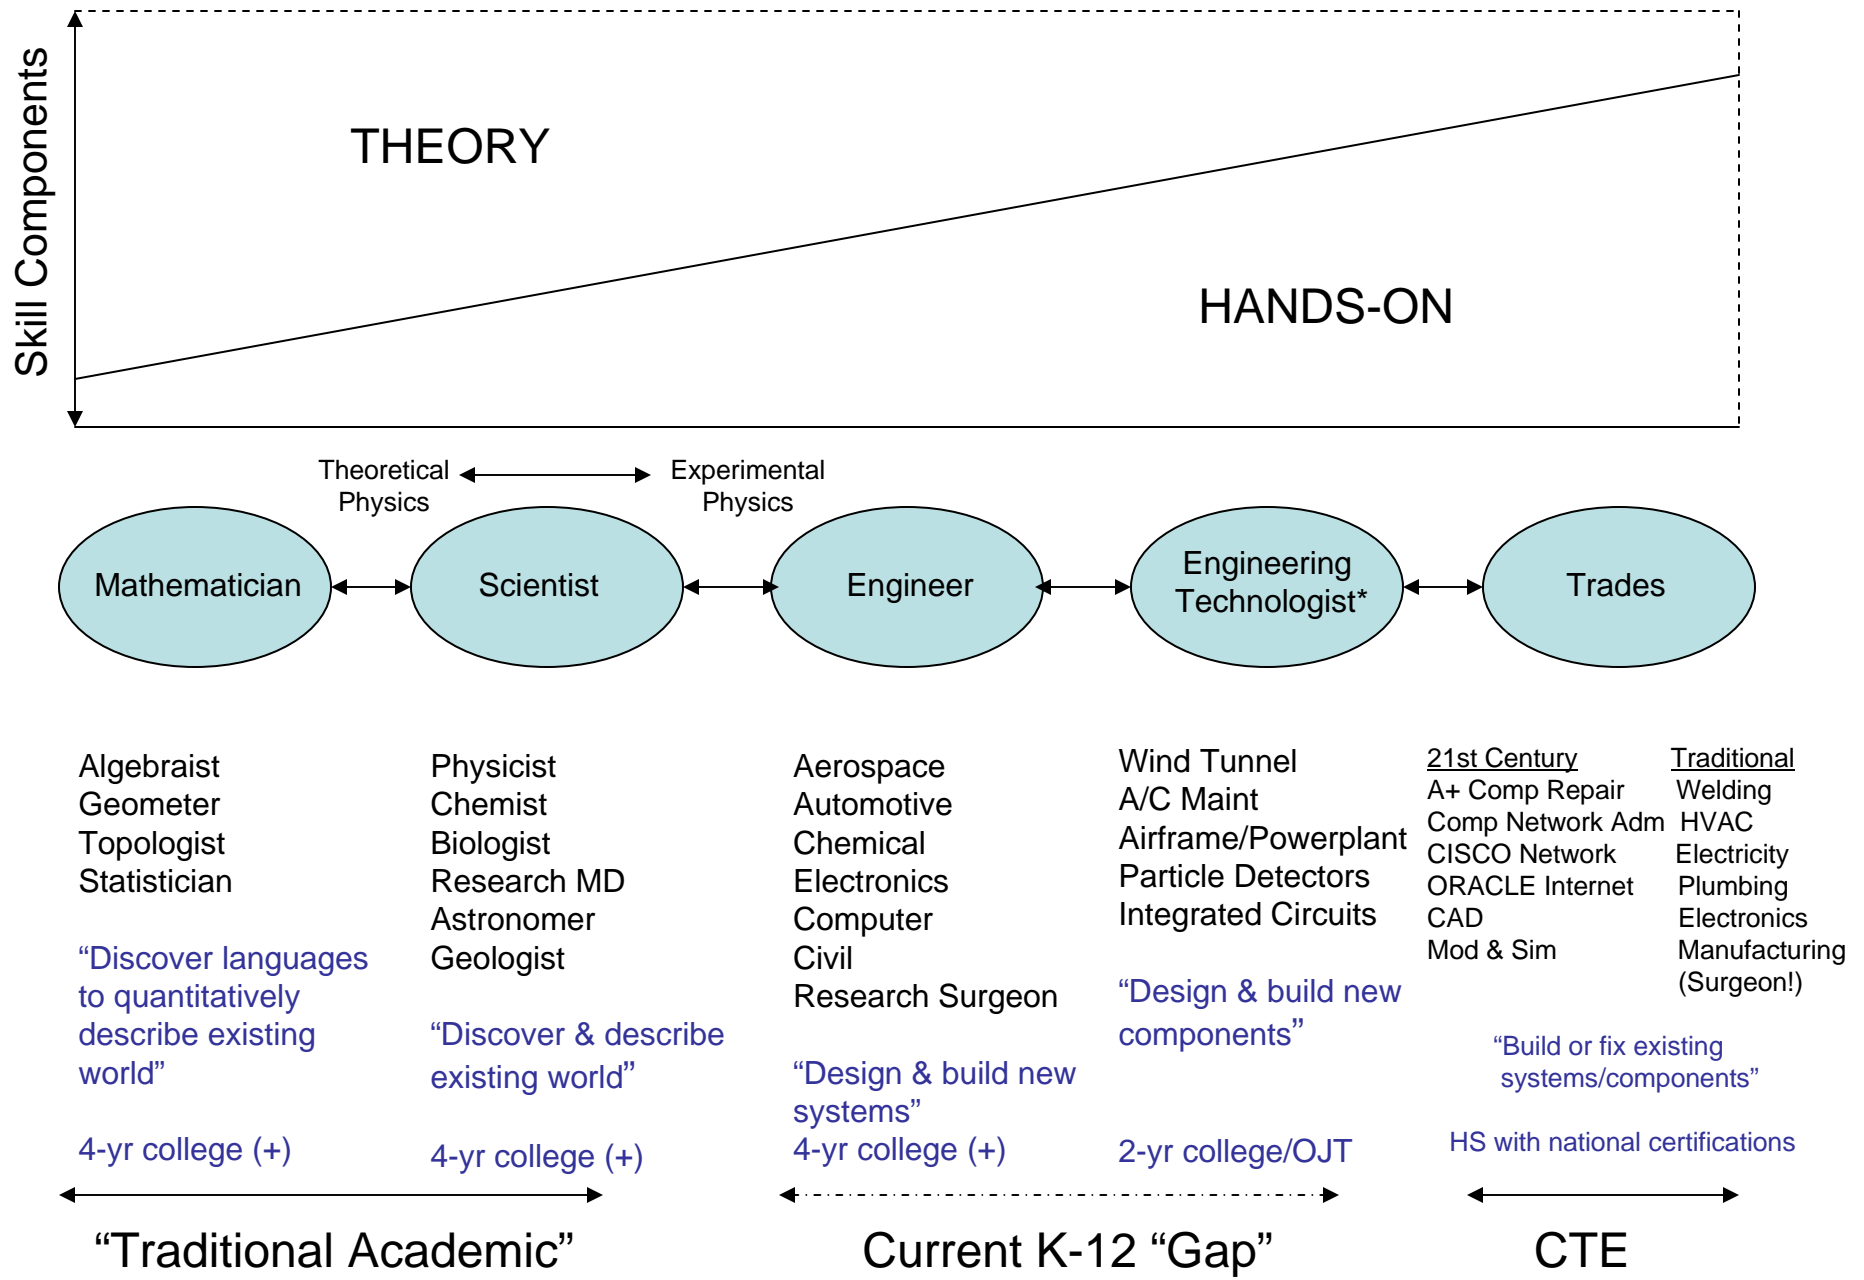 Skill Components
THEORY
HANDS-ON
Theoretical
Physics
Experimental
Physics
Mathematician
Scientist
Engineer
Engineering
Technologist*
Trades
Algebraist
Geometer
Topologist
Statistician
“Discover languages
to quantitatively
describe existing
world”
4-yr college (+)
Physicist
Chemist
Biologist
Research MD
Astronomer
Geologist
“Discover & describe
existing world”
4-yr college (+)
Aerospace
Automotive
Chemical
Electronics
Computer
Civil
Research Surgeon
“Design & build new
systems”
4-yr college (+)
Wind Tunnel
A/C Maint
Airframe/Powerplant
Particle Detectors
Integrated Circuits
“Design & build new
components”
2-yr college/OJT
21st Century
A+ Comp Repair
Comp Network Adm
CISCO Network
ORACLE Internet
CAD
Mod & Sim
Traditional
Welding
HVAC
Electricity
Plumbing
Electronics
Manufacturing
(Surgeon!)
“Build or fix existing
systems/components”
HS with national certifications
“Traditional Academic”
Current K-12 “Gap”
CTE